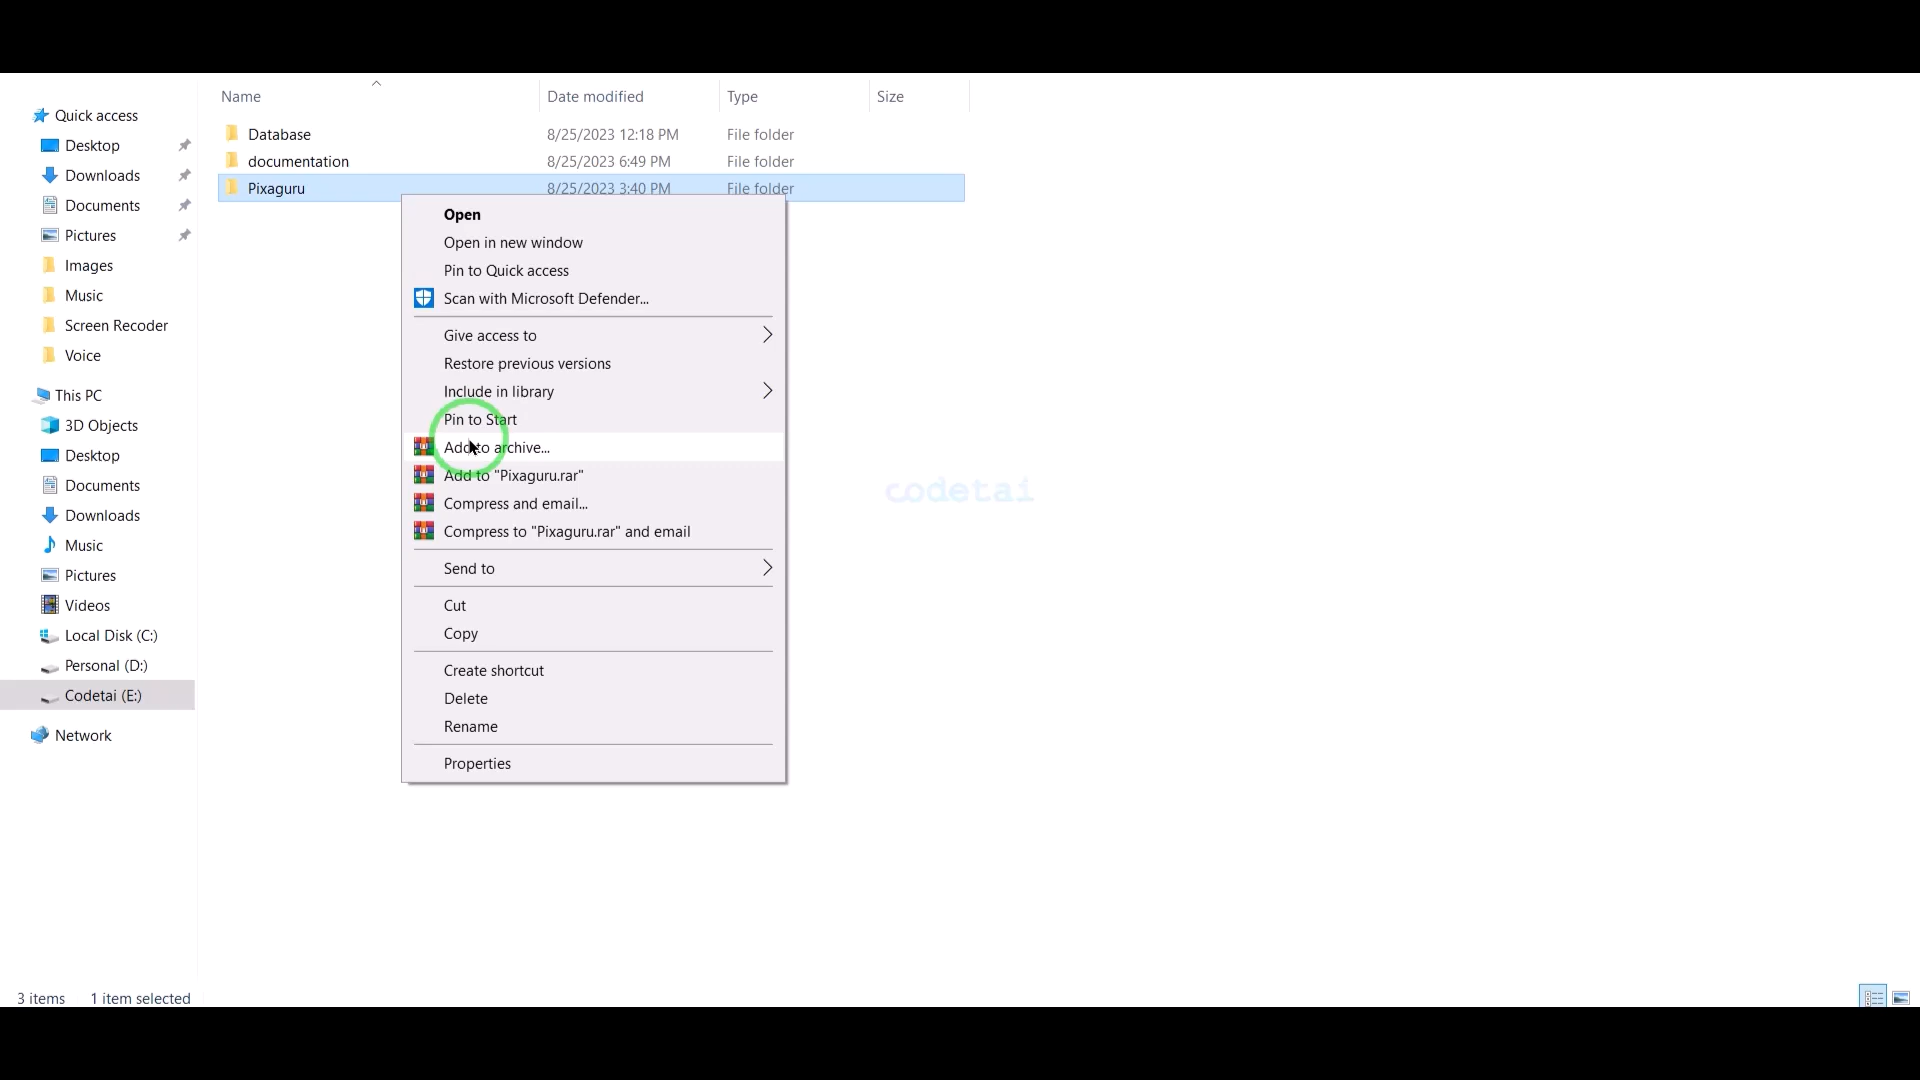 Name
Date modified
Type
Size
Quick access
Desktop
Downloads
Documents
Pictures
Images
Music
Screen Recoder
Voice
This PC
3D Objects
Desktop
Documents
Downloads
Music
Pictures
Videos
Local Disk (C:)
Personal (D:)
Codetai (E:)
Network
Database 8/25/2023 12:18 PM File folder
documentation 8/25/2023 6:49 PM File folder
Pixaguru 8/25/2023 3:40 PM File folder
Open
Open in new window
Pin to Quick access
Scan with Microsoft Defender...
Give access to
Restore previous versions
Include in library
Pin to Start
Add to archive...
Add to "Pixaguru.rar"
Compress and email...
Compress to "Pixaguru.rar" and email
Send to
Cut
Copy
Create shortcut
Delete
Rename
Properties
codetai
3 items 1 item selected